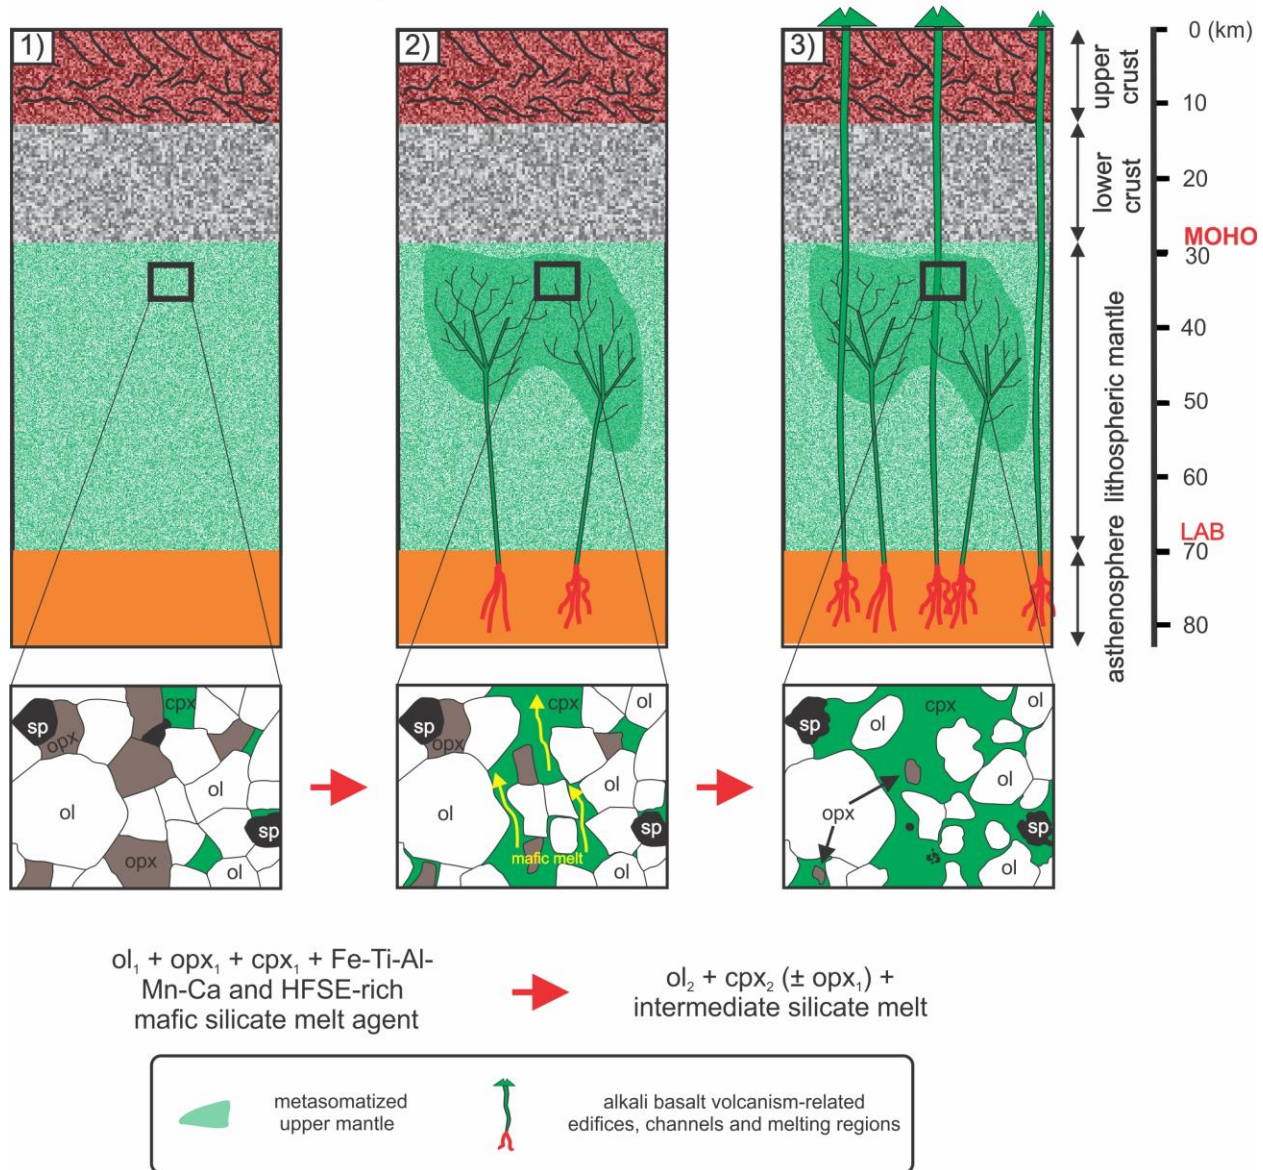 1)
2)
3)
0 (km)
10
20
MOHO
30
40
50
60
LAB
70
80
upper
crust
lower
crust
lithospheric mantle
asthenosphere
cpx
sp
opx
ol
ol
sp
opx
ol
cpx
ol
sp
opx
ol
ol
sp
mafic melt
ol
sp
ol
cpx
ol
ol
opx
sp
ol
ol₁ + opx₁ + cpx₁ + Fe-Ti-Al-
Mn-Ca and HFSE-rich
mafic silicate melt agent
ol₂ + cpx₂ (± opx₁) +
intermediate silicate melt
metasomatized
upper mantle
alkali basalt volcanism-related
edifices, channels and melting regions